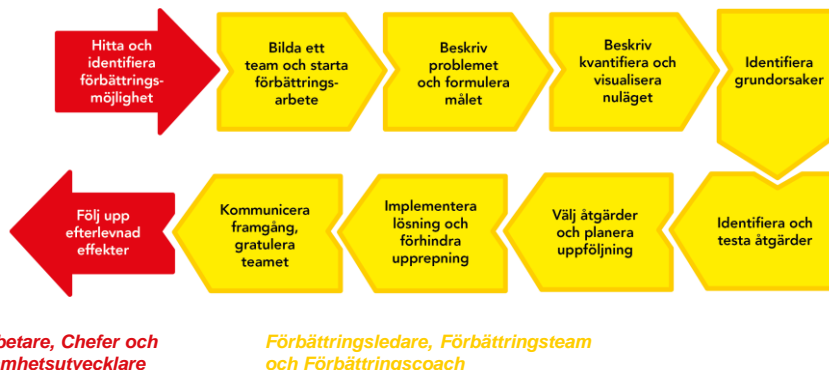 Hitta och
identifiera
förbättrings-
möjlighet
Bilda ett
team och starta
förbättrings-
arbete
Beskriv
problemet
och formulera
målet
Beskriv
kvantifiera och
visualisera
nuläget
Identifiera
grundorsaker
Följ upp
efterlevnad
effekter
Kommunicera
framgång,
gratulera
teamet
Implementera
lösning och
förhindra
upprepning
Välj åtgärder
och planera
uppföljning
Identifiera och
testa åtgärder
betare, Chefer och
amhetsutvecklare
Förbättringsledare, Förbättringsteam
och Förbättringscoach